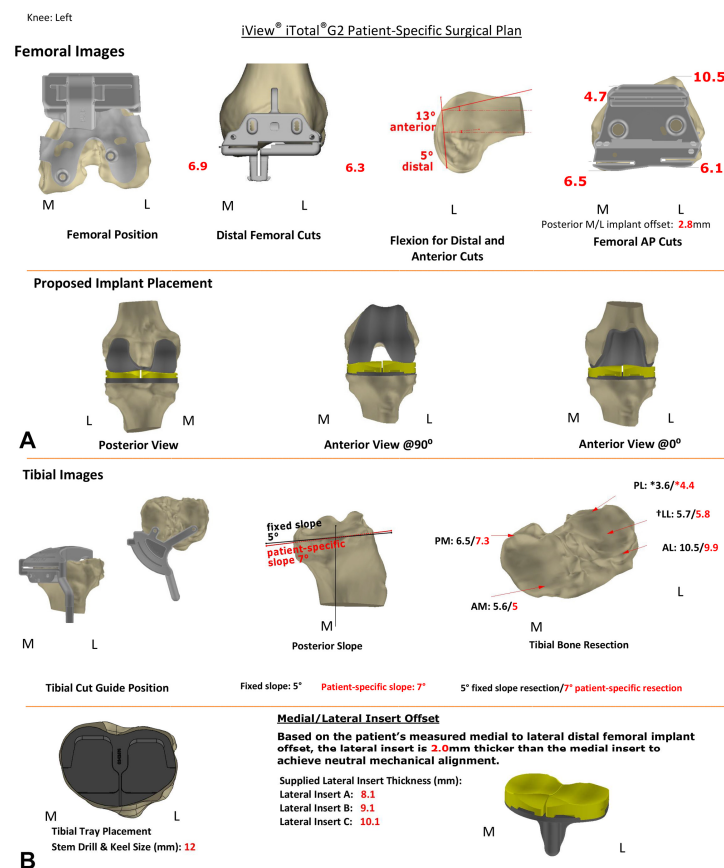 Knee: Left
iView® iTotal®G2 Patient-Specific Surgical Plan
Femoral Images
10.5
4.7
13°
anterior
5°
distal
6.9
6.3
6.1
6.5
M L
M L
L
M L
Posterior M/L implant offset: 2.8mm
Femoral Position
Distal Femoral Cuts
Flexion for Distal and
Anterior Cuts
Femoral AP Cuts
Proposed Implant Placement
L M
M L
M L
A
Posterior View
Anterior View @90⁰
Anterior View @0⁰
Tibial Images
PL: *3.6/*4.4
fixed slope
5°
patient-specific
slope 7°
†LL: 5.7/5.8
PM: 6.5/7.3
AL: 10.5/9.9
AM: 5.6/5
L
M
M
M L
Posterior Slope
Tibial Bone Resection
Tibial Cut Guide Position
Fixed slope: 5° Patient-specific slope: 7°
5° fixed slope resection/7° patient-specific resection
Medial/Lateral Insert Offset
Based on the patient's measured medial to lateral distal femoral implant
offset, the lateral insert is 2.0mm thicker than the medial insert to
achieve neutral mechanical alignment.
Supplied Lateral Insert Thickness (mm):
Lateral Insert A: 8.1
Lateral Insert B: 9.1
Lateral Insert C: 10.1
M L
Tibial Tray Placement
Stem Drill & Keel Size (mm): 12
M
L
B